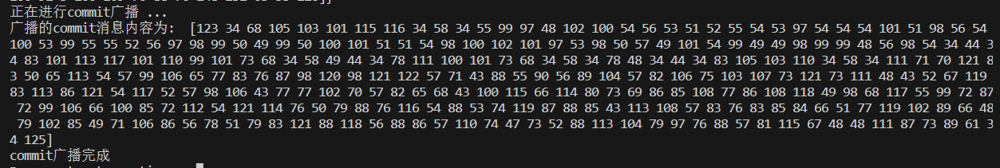 正在进行commit广播 ...
广播的commit消息内容为: [123 34 68 105 103 101 115 116 34 58 34 55 99 97 48 102 100 54 56 53 51 52 55 54 53 97 54 54 54 101 51 98 56 54
100 53 99 55 55 52 56 97 98 99 50 49 99 50 100 100 101 51 51 54 98 100 102 101 97 53 98 50 57 49 101 54 99 49 49 98 99 99 48 56 98 54 34 44 3
4 83 101 113 117 101 110 99 101 73 68 34 58 49 44 34 78 111 100 101 73 68 34 58 34 78 48 34 44 34 83 105 103 110 34 58 34 111 71 70 121 8
3 50 65 113 54 57 99 106 65 77 83 76 87 98 120 98 121 122 57 71 43 88 55 90 56 89 104 57 82 106 75 103 107 73 121 73 111 48 43 52 67 119
83 113 86 121 54 117 52 57 98 106 43 77 77 102 70 57 82 65 68 43 100 115 66 114 80 73 69 86 85 108 77 86 108 118 49 98 68 117 55 99 72 87
72 99 106 66 100 85 72 112 54 121 114 76 50 79 88 76 116 54 88 53 74 119 87 88 85 43 113 108 57 83 76 83 85 84 66 51 77 119 102 89 66 48
79 102 85 49 71 106 86 56 78 51 79 83 121 88 118 56 88 86 57 110 74 47 73 52 88 113 104 79 97 76 88 57 81 115 67 48 48 111 87 73 89 61 3
4 125]
commit广播完成